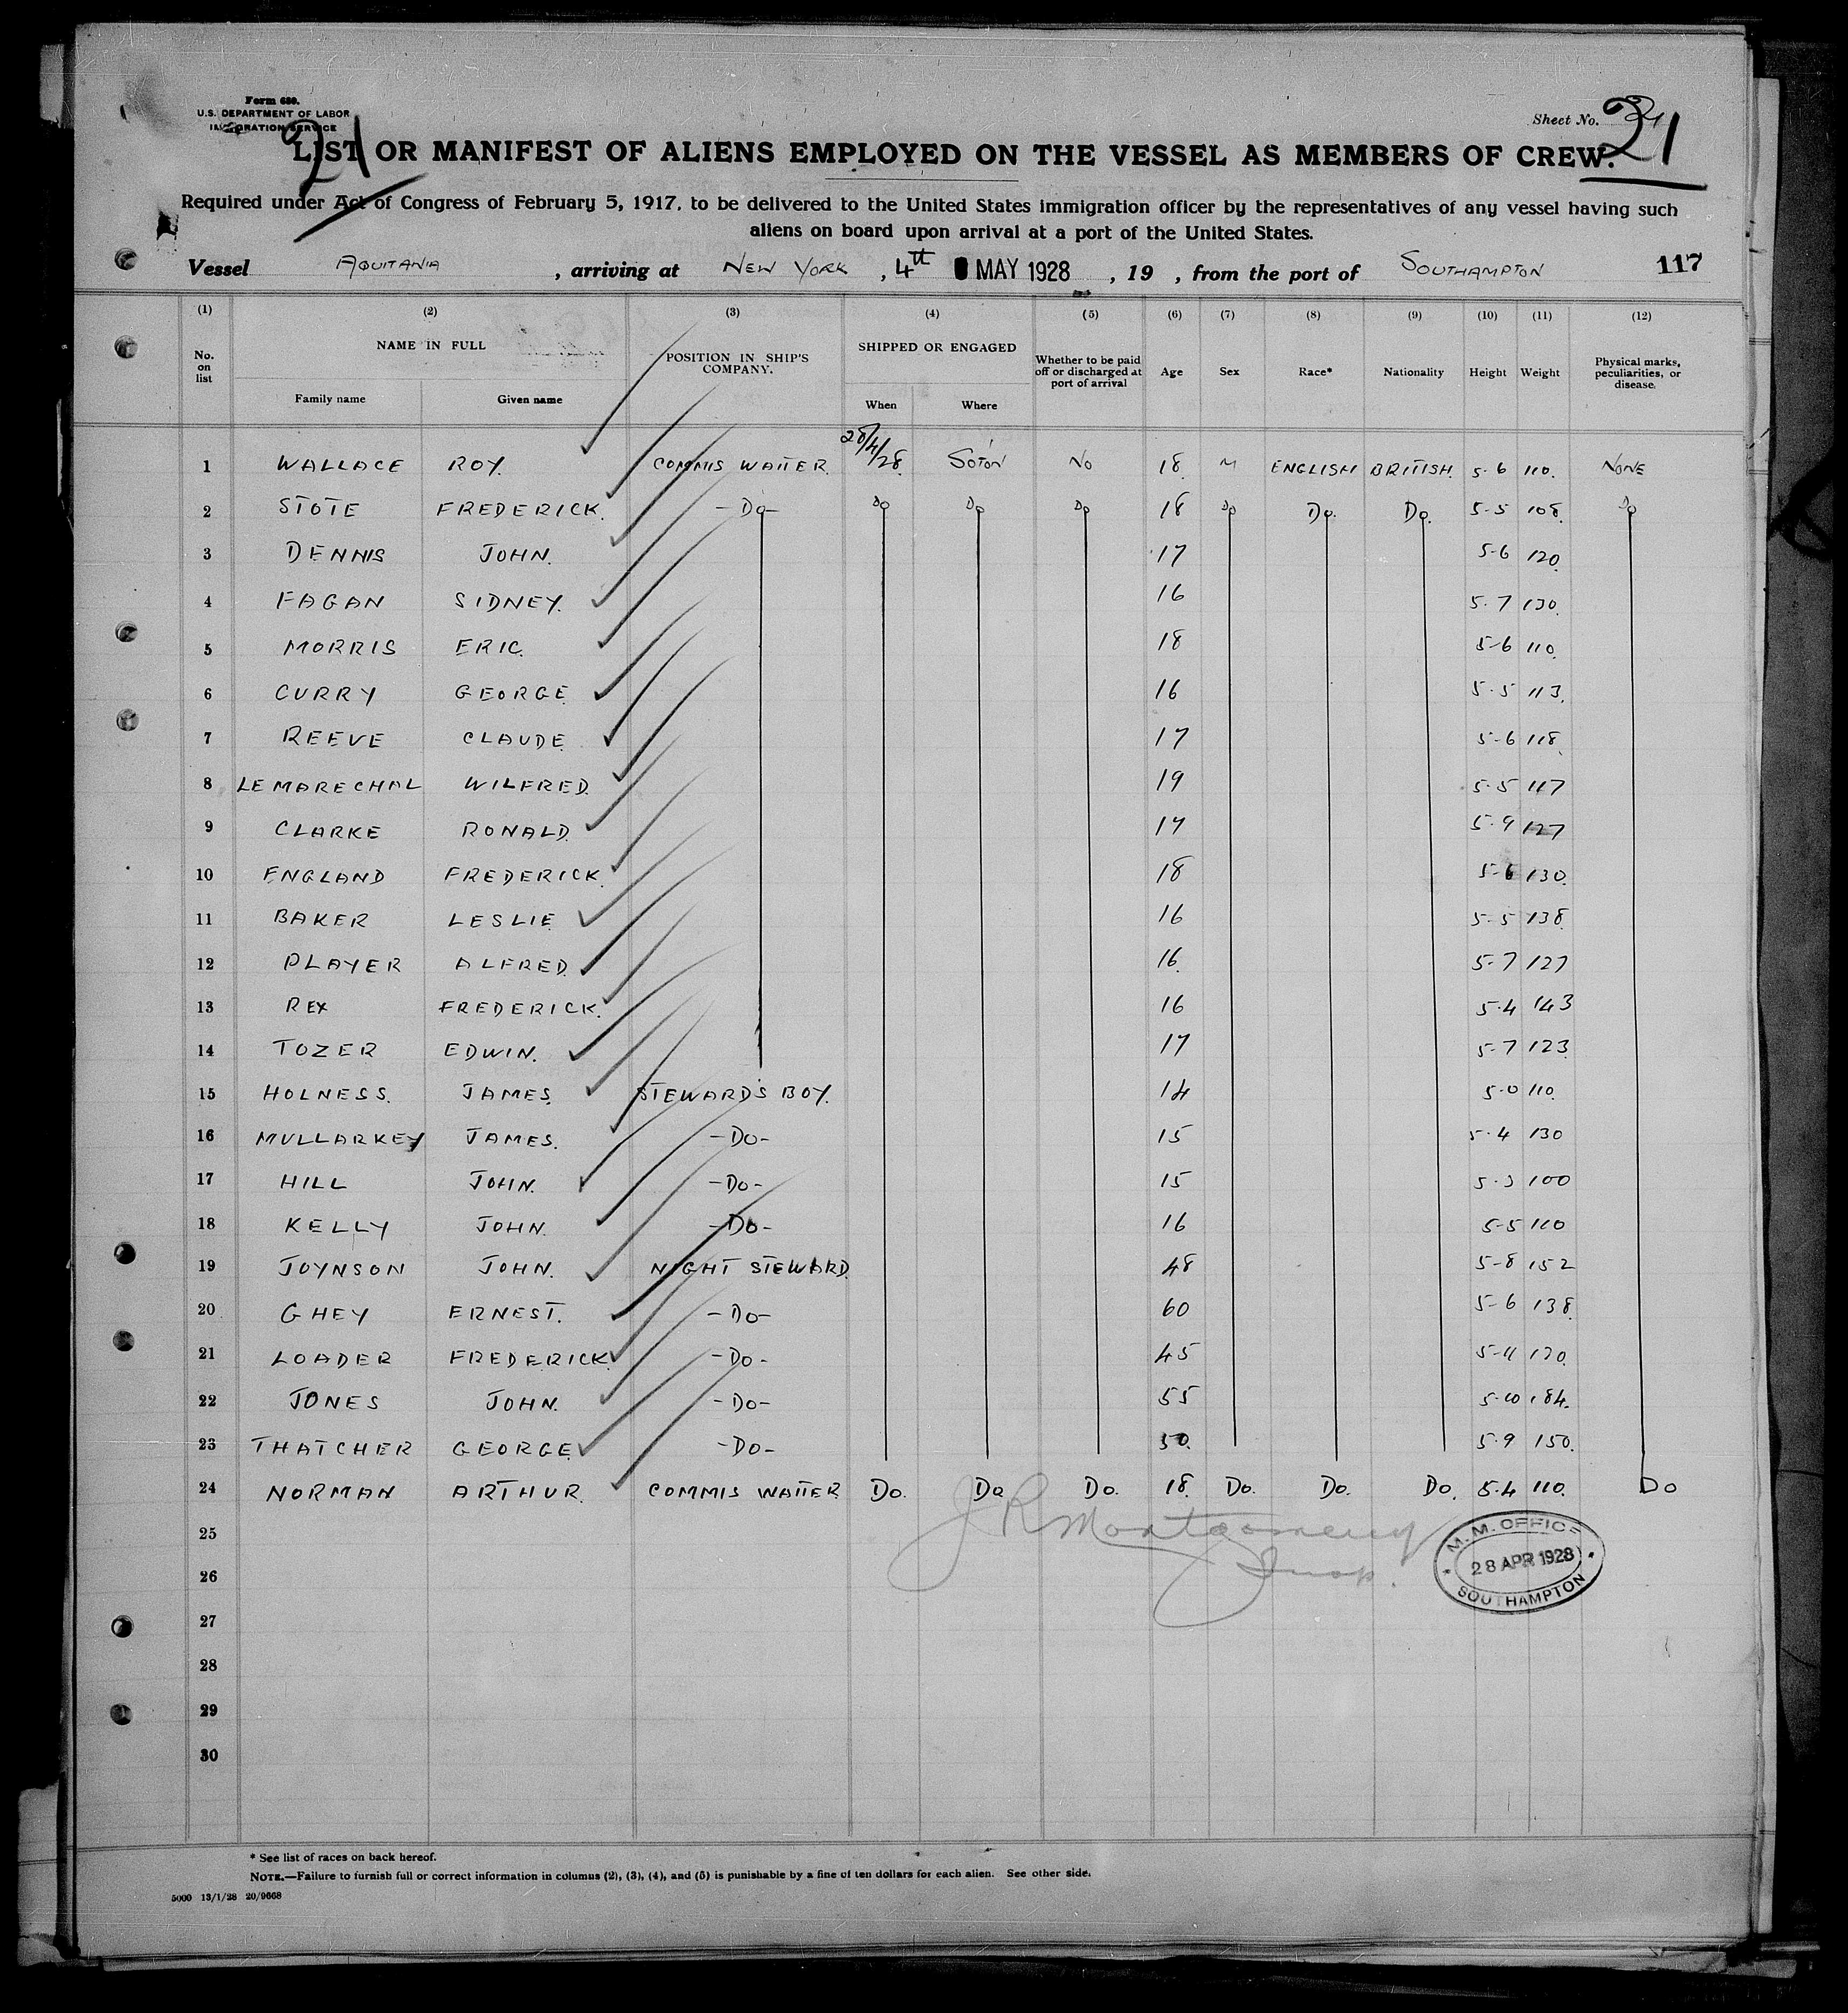 Form 680.
U.S. DEPARTMENT OF LABOR
IMMIGRATION SERVICE
Sheet No.
21
21
LIST OR MANIFEST OF ALIENS EMPLOYED ON THE VESSEL AS MEMBERS OF CREW.
Required under Act of Congress of February 5, 1917, to be delivered to the United States immigration officer by the representatives of any vessel having such
aliens on board upon arrival at a port of the United States.
Vessel AQUITANIA, arriving at NEW YORK, 4th MAY 1928, 19 , from the port of SOUTHAMPTON 117
(1) (2) (3) (4) (5) (6) (7) (8) (9) (10) (11) (12)
No. on list NAME IN FULL POSITION IN SHIP'S COMPANY. SHIPPED OR ENGAGED Whether to be paid off or discharged at port of arrival Age Sex Race* Nationality Height Weight Physical marks, peculiarities, or disease.
Family name Given name When Where
1 WALLACE ROY. COMMIS WAITER 28/4/28. SOTON NO 18. M ENGLISH BRITISH. 5-6 110. NONE
2 STOTE FREDERICK. -Do- Do Do Do 18 Do Do. Do. 5-5 108. Do
3 DENNIS JOHN. 17 5-6 120.
4 FAGAN SIDNEY. 16 5.7 130.
5 MORRIS ERIC. 18 5-6 110.
6 CURRY GEORGE 16 5.5 113.
7 REEVE CLAUDE 17 5-6 118.
8 LE MARECHAL WILFRED. 19 5.5 117
9 CLARKE RONALD. 17 5.9 127
10 ENGLAND FREDERICK. 18 5-6 130.
11 BAKER LESLIE 16 5-5 138.
12 PLAYER ALFRED. 16. 5-7 127
13 REX FREDERICK. 16 5.4 143
14 TOZER EDWIN. 17 5-7 123.
15 HOLNESS. JAMES. STEWARD'S BOY. 14 5.0 110.
16 MULLARKEY JAMES. -Do- 15 5.4 130
17 HILL JOHN. -Do- 15 5.3 100
18 KELLY JOHN. -Do- 16 5-5 110
19 JOYNSON JOHN. NIGHT STEWARD. 48 5-8 152
20 GHEY ERNEST. -Do- 60 5-6 138.
21 LOADER FREDERICK. -Do- 45 5-11
22 JONES JOHN. -Do- 55 5-10 184.
23 THATCHER GEORGE. -Do- 50. 5.9 150.
24 NORMAN ARTHUR. COMMIS WAITER Do. Do Do. 18. Do. Do. Do. 5.4 110. Do
25
J R Montgomery
Insp.
M.M. OFFICE
28 APR 1928
SOUTHAMPTON
26
27
28
29
30
* See list of races on back hereof.
NOTE.—Failure to furnish full or correct information in columns (2), (3), (4), and (5) is punishable by a fine of ten dollars for each alien. See other side.
5000 13/1/28 20/9668